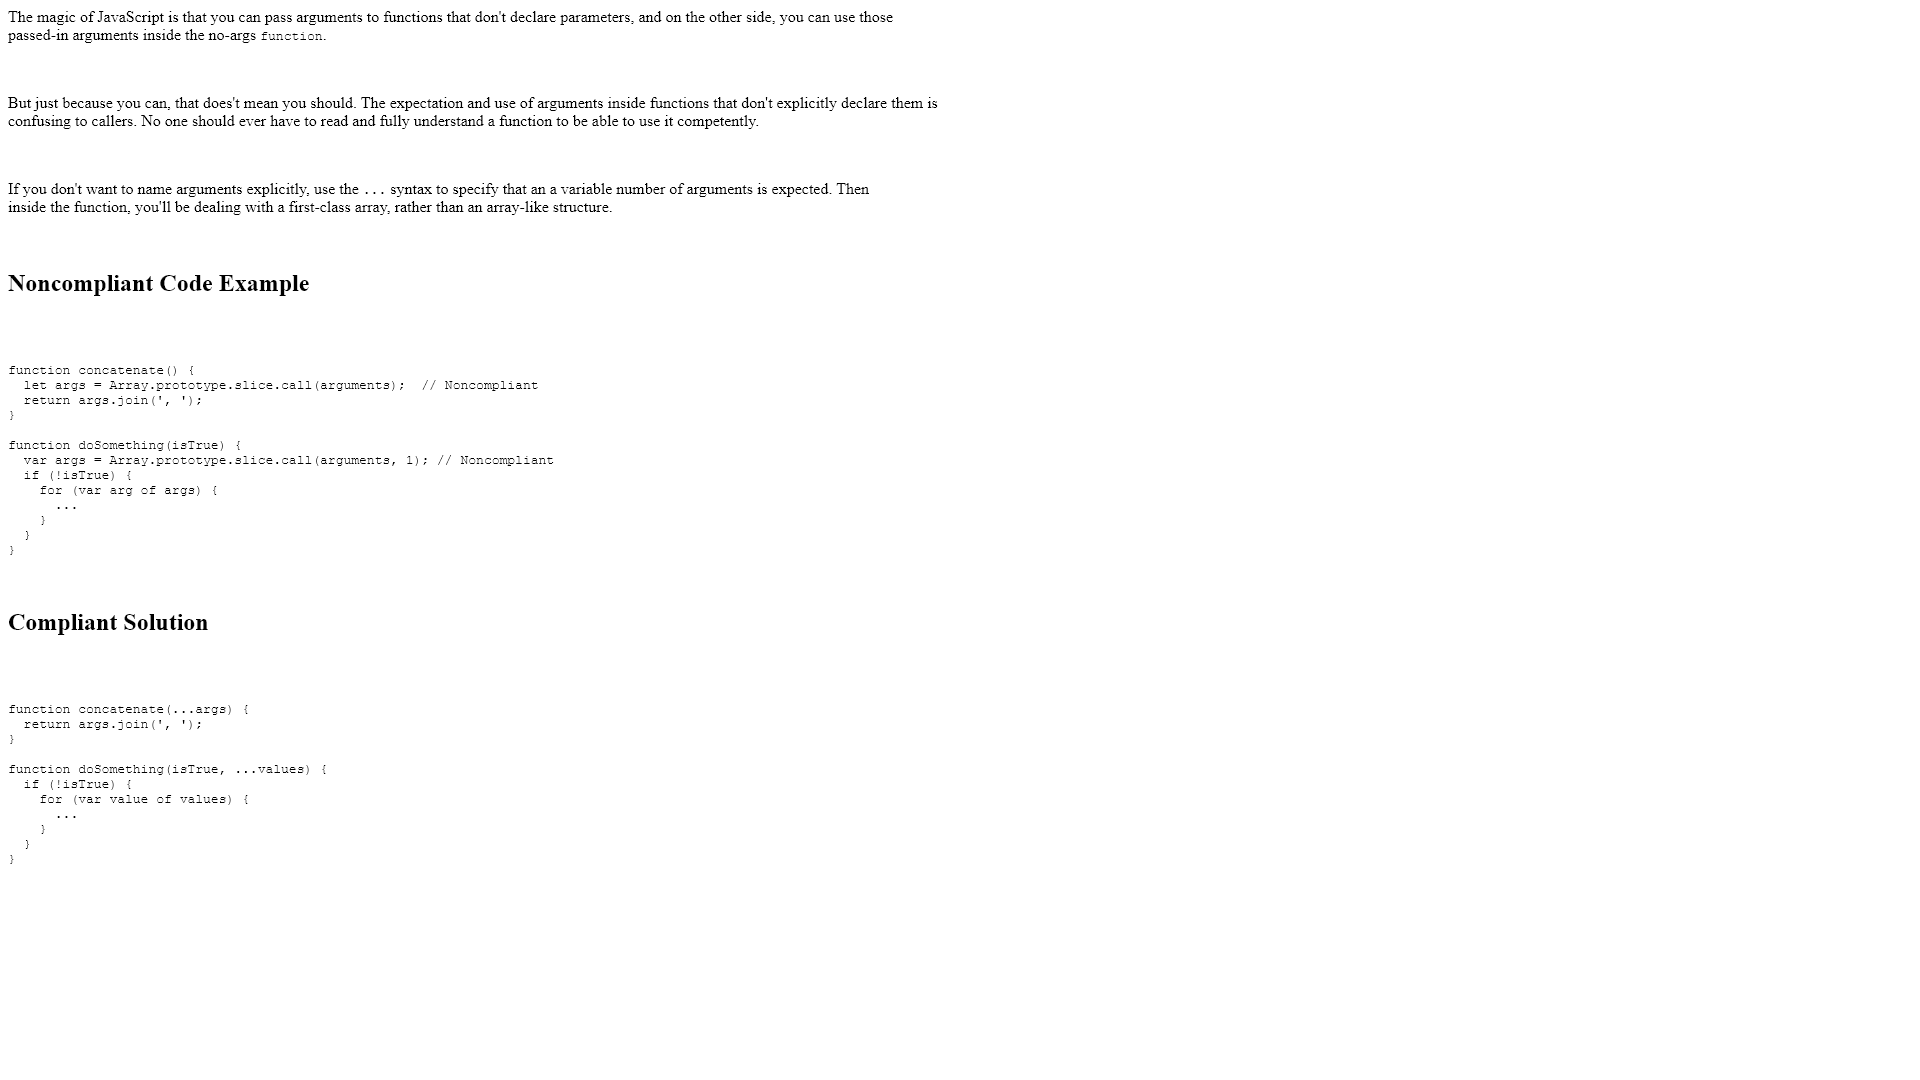 The magic of JavaScript is that you can pass arguments to functions that don't declare parameters, and on the other side, you can use those
passed-in arguments inside the no-args function.
But just because you can, that does't mean you should. The expectation and use of arguments inside functions that don't explicitly declare them is
confusing to callers. No one should ever have to read and fully understand a function to be able to use it competently.
If you don't want to name arguments explicitly, use the ... syntax to specify that an a variable number of arguments is expected. Then
inside the function, you'll be dealing with a first-class array, rather than an array-like structure.
Noncompliant Code Example
function concatenate() {
  let args = Array.prototype.slice.call(arguments);  // Noncompliant
  return args.join(', ');
}
function doSomething(isTrue) {
  var args = Array.prototype.slice.call(arguments, 1); // Noncompliant
  if (!isTrue) {
    for (var arg of args) {
      ...
    }
  }
}
Compliant Solution
function concatenate(...args) {
  return args.join(', ');
}
function doSomething(isTrue, ...values) {
  if (!isTrue) {
    for (var value of values) {
      ...
    }
  }
}